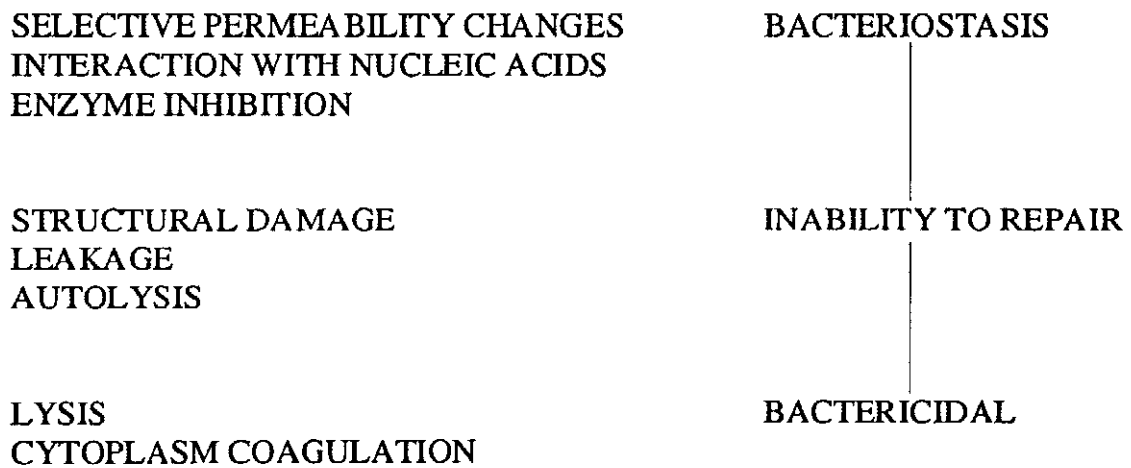 SELECTIVE PERMEABILITY CHANGES BACTERIOSTASIS
INTERACTION WITH NUCLEIC ACIDS
ENZYME INHIBITION
STRUCTURAL DAMAGE INABILITY TO REPAIR
LEAKAGE
AUTOLYSIS
LYSIS BACTERICIDAL
CYTOPLASM COAGULATION